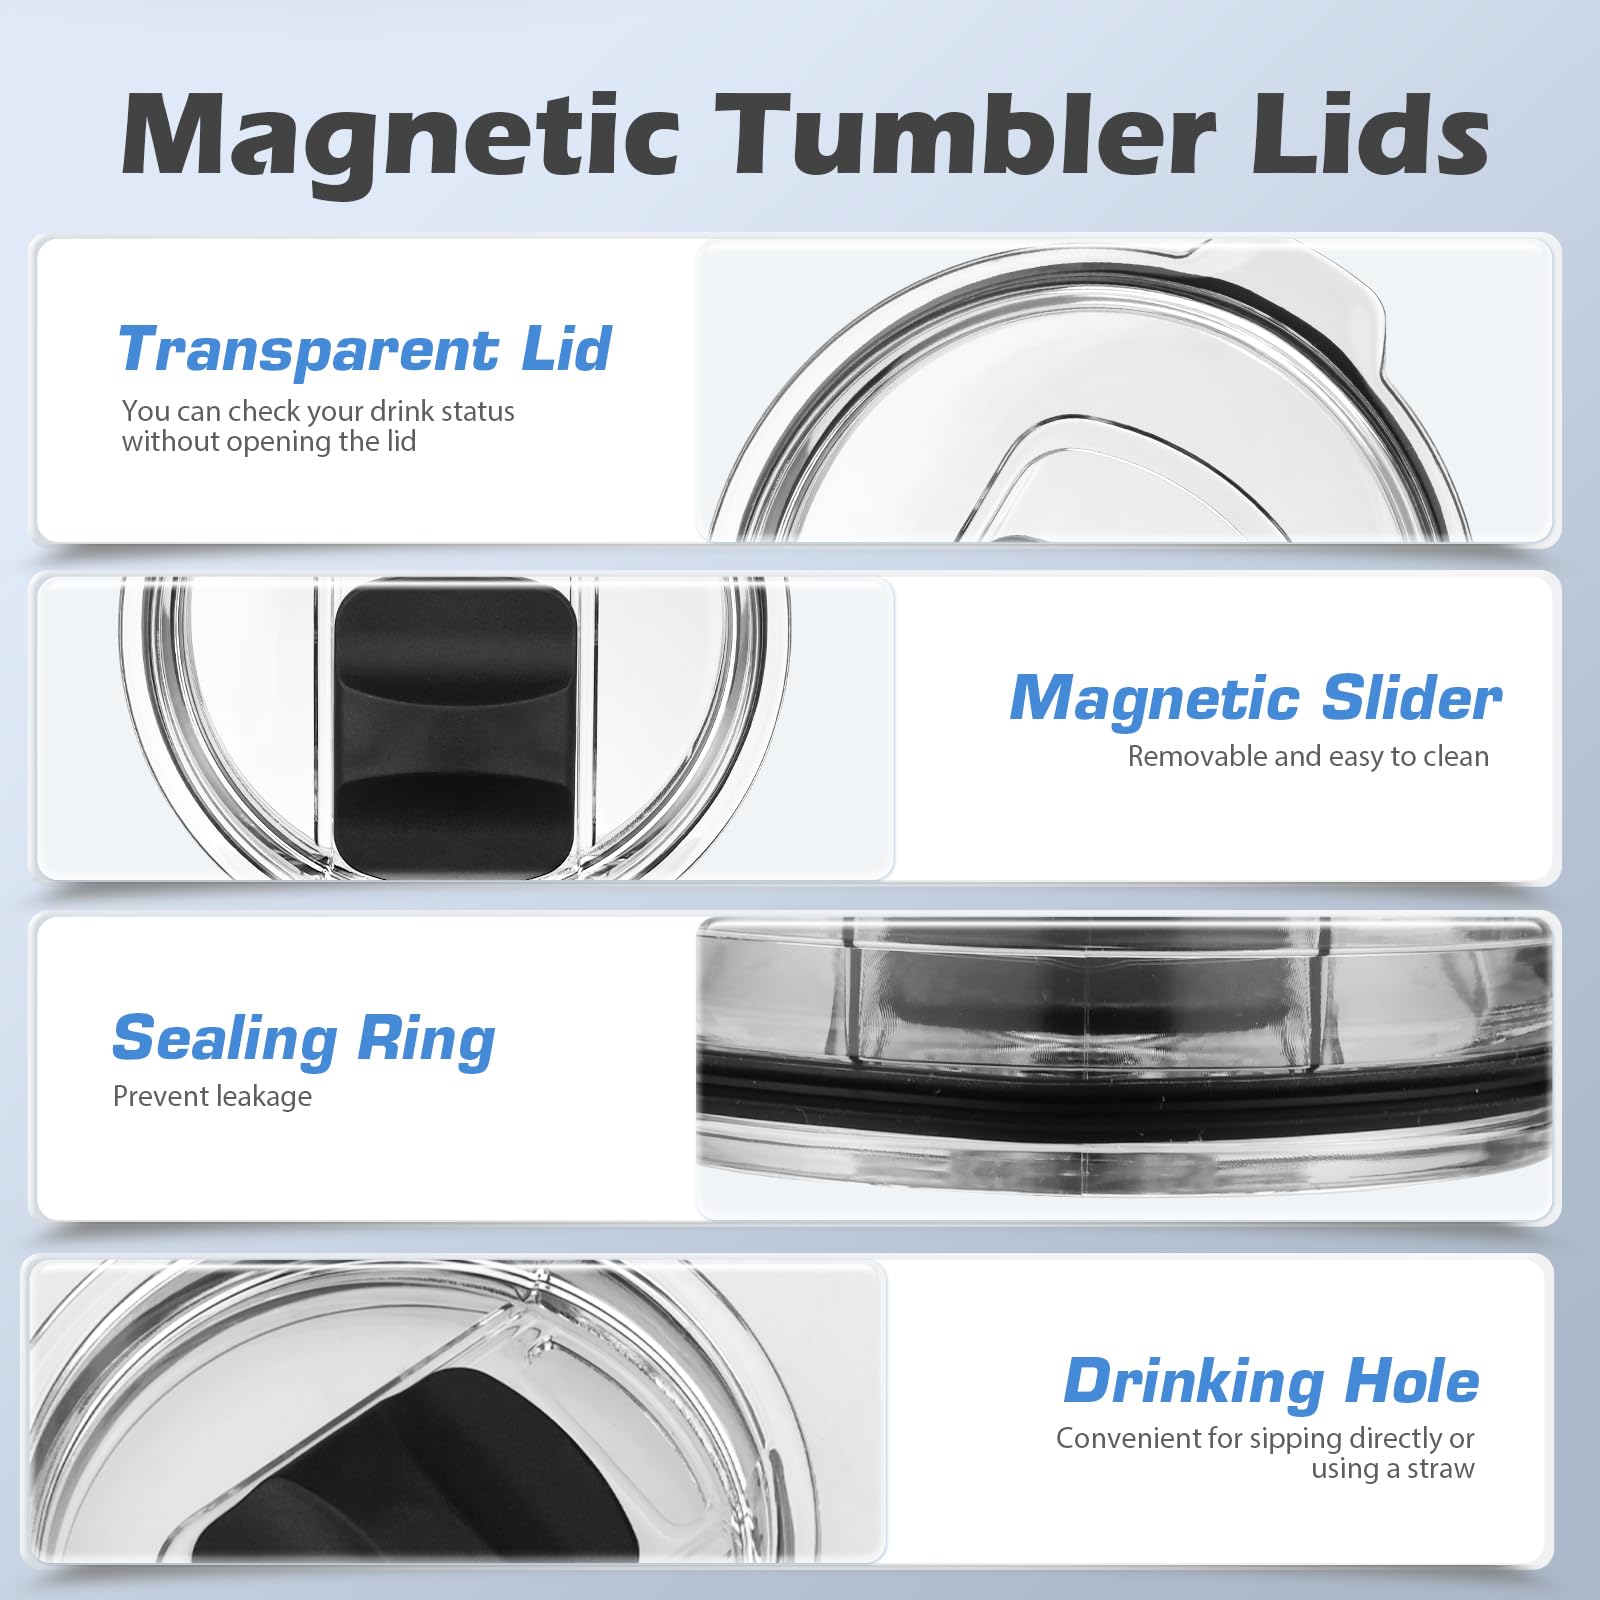 Magnetic Tumbler Lids
Transparent Lid
You can check your drink status
without opening the lid
Magnetic Slider
Removable and easy to clean
Sealing Ring
Prevent leakage
Drinking Hole
Convenient for sipping directly or
using a straw